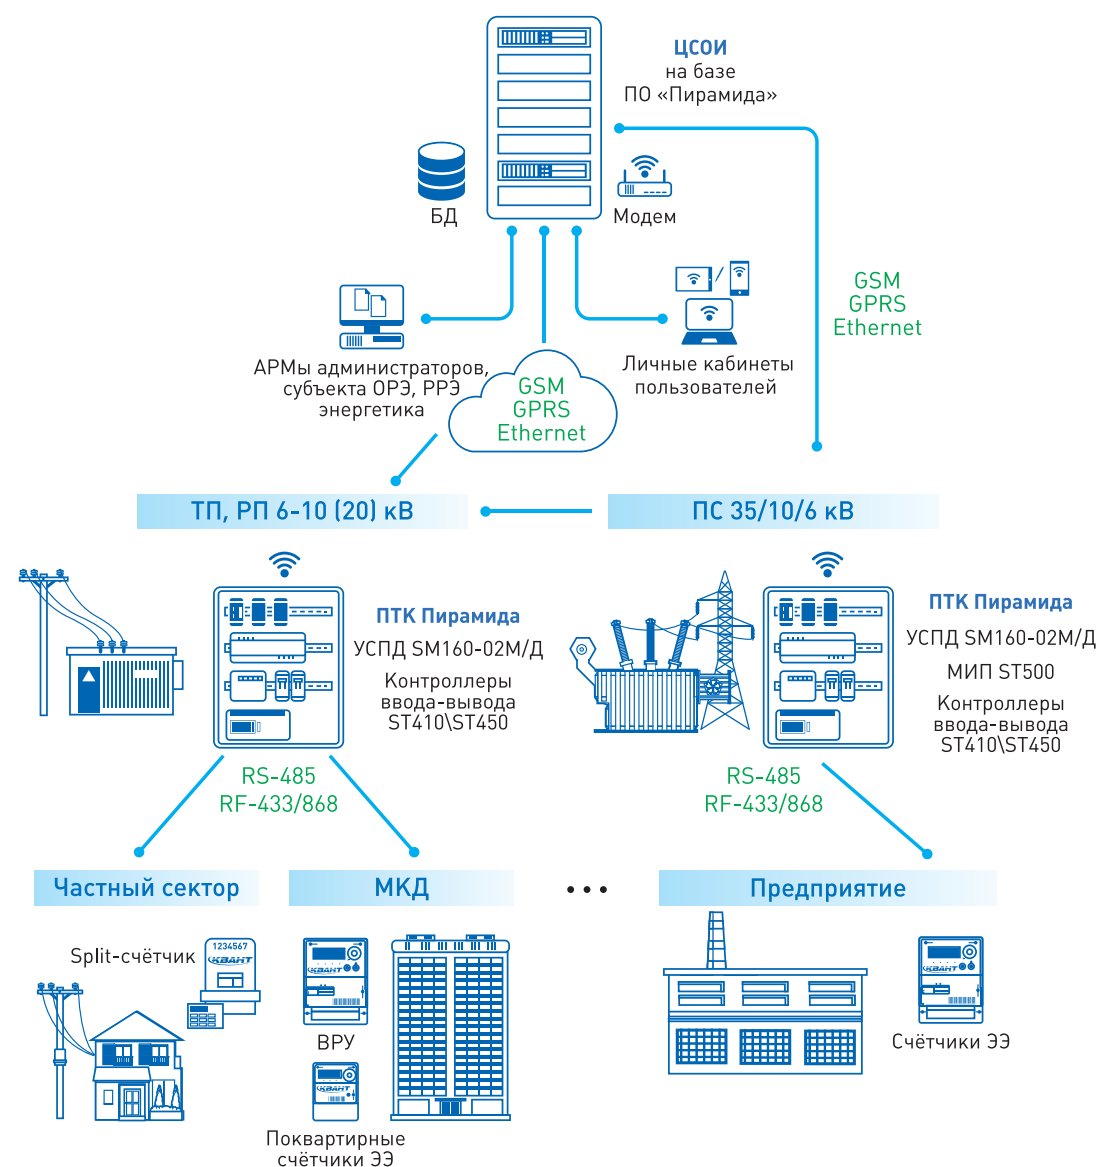 ЦСОИ
на базе
ПО «Пирамида»
БД
Модем
GSM
GPRS
Ethernet
АРМы администраторов,
субъекта ОРЭ, РРЭ
энергетика
GSM
GPRS
Ethernet
Личные кабинеты
пользователей
ТП, РП 6-10 (20) кВ
ПС 35/10/6 кВ
ПТК Пирамида
УСПД SM160-02М/Д
Контроллеры
ввода-вывода
ST410\ST450
ПТК Пирамида
УСПД SM160-02М/Д
МИП ST500
Контроллеры
ввода-вывода
ST410\ST450
RS-485
RF-433/868
RS-485
RF-433/868
Частный сектор
МКД
...
Предприятие
Split-счётчик
1234567
КВАНТ
КВАНТ
ВРУ
КВАНТ
Поквартирные
счётчики ЭЭ
КВАНТ
Счётчики ЭЭ